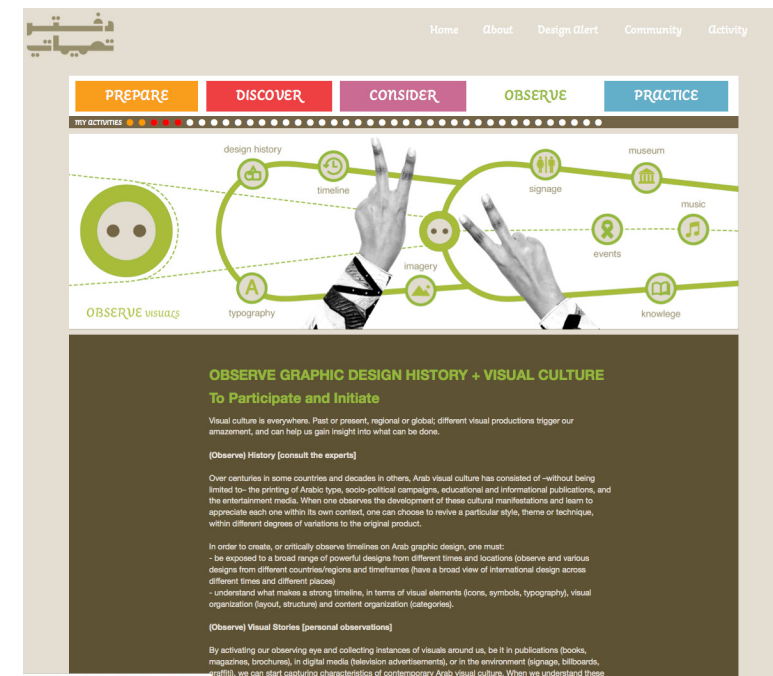 دفتر
تصميات
Home About Design Alert Community Activity
PREPARE DISCOVER CONSIDER OBSERVE PRACTICE
MY ACTIVITIES
design history
timeline
signage
museum
music
events
imagery
A
typography
knowlege
OBSERVE VISUALS
OBSERVE GRAPHIC DESIGN HISTORY + VISUAL CULTURE
To Participate and Initiate
Visual culture is everywhere. Past or present, regional or global; different visual productions trigger our
amazement, and can help us gain insight into what can be done.
(Observe) History [consult the experts]
Over centuries in some countries and decades in others, Arab visual culture has consisted of –without being
limited to– the printing of Arabic type, socio-political campaigns, educational and informational publications, and
the entertainment media. When one observes the development of these cultural manifestations and learn to
appreciate each one within its own context, one can choose to revive a particular style, theme or technique,
within different degrees of variations to the original product.
In order to create, or critically observe timelines on Arab graphic design, one must:
- be exposed to a broad range of powerful designs from different times and locations (observe and various
designs from different countries/regions and timeframes (have a broad view of international design across
different times and different places)
- understand what makes a strong timeline, in terms of visual elements (icons, symbols, typography), visual
organization (layout, structure) and content organization (categories).
(Observe) Visual Stories [personal observations]
By activating our observing eye and collecting instances of visuals around us, be it in publications (books,
magazines, brochures), in digital media (television advertisements), or in the environment (signage, billboards,
graffiti), we can start capturing characteristics of contemporary Arab visual culture. When we understand these